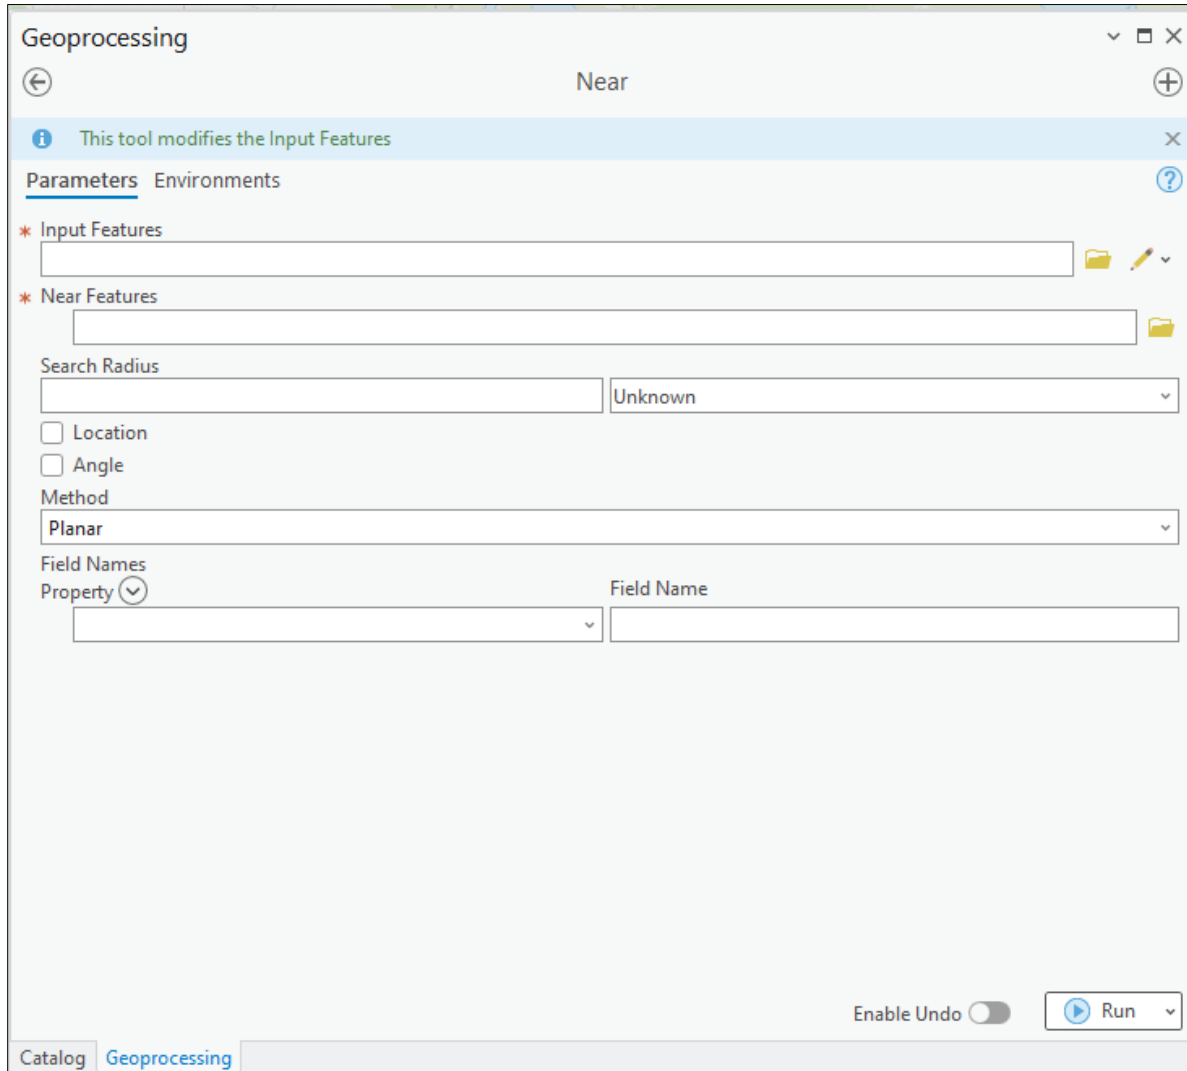 Geoprocessing
Near
This tool modifies the Input Features
Parameters Environments
* Input Features
* Near Features
Search Radius
Unknown
Location
Angle
Method
Planar
Field Names
Property Field Name
Enable Undo Run
Catalog Geoprocessing